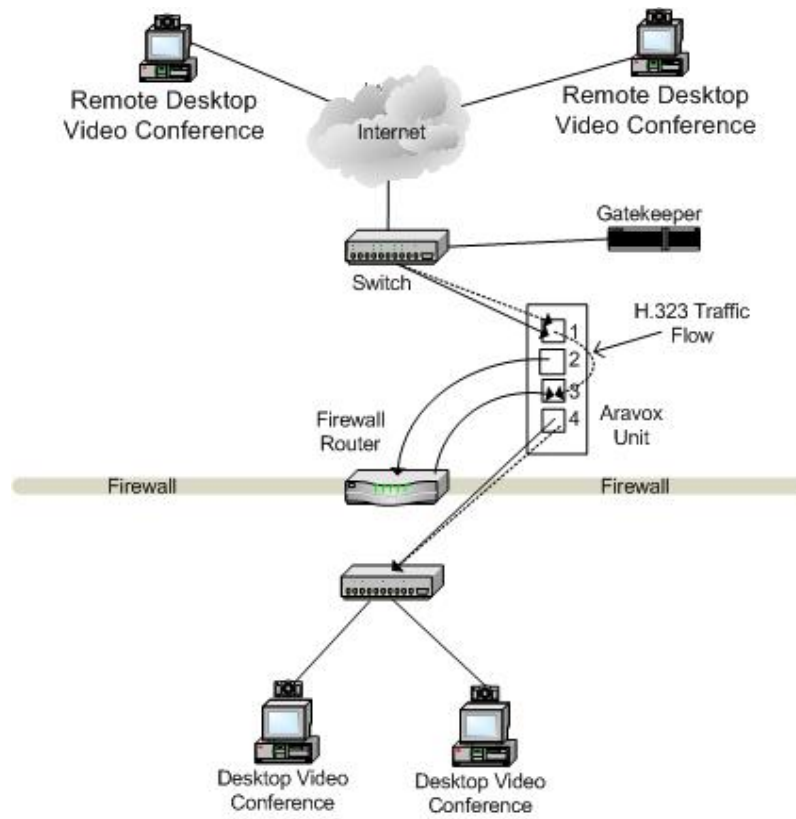 Remote Desktop
Video Conference
Remote Desktop
Video Conference
Internet
Gatekeeper
Switch
H.323 Traffic
Flow
1
2
3
4
Aravox
Unit
Firewall
Router
Firewall
Firewall
Desktop Video
Conference
Desktop Video
Conference